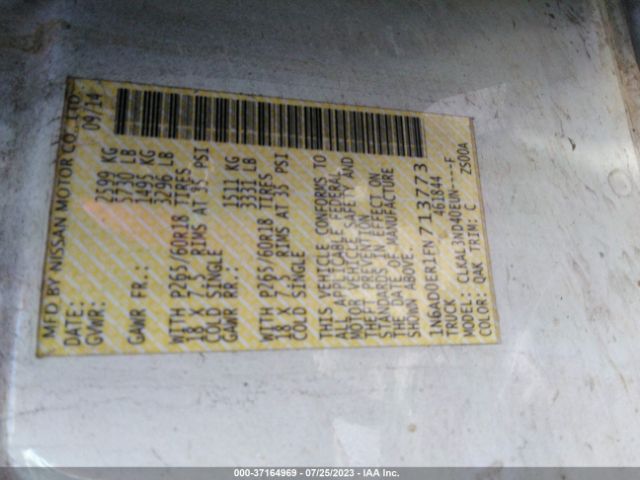 MFD BY NISSAN MOTOR CO., LTD.
DATE: 09/14
GVWR: 2599 KG
5730 LB
GAWR FR.: 1495 KG
3296 LB
WITH P265/60R18 TIRES
18 X 7.5 RIMS AT 35 PSI
COLD SINGLE
GAWR RR.: 1511 KG
3331 LB
WITH P265/60R18 TIRES
18 X 7.5 RIMS AT 35 PSI
COLD SINGLE
THIS VEHICLE CONFORMS TO
ALL APPLICABLE FEDERAL
MOTOR VEHICLE SAFETY AND
THEFT PREVENTION
STANDARDS IN EFFECT ON
THE DATE OF MANUFACTURE
SHOWN ABOVE.
1N6AD0ER1FN713773
TRUCK 461844
MODEL: CLKAL3ND40EUN----F
COLOR: QAK TRIM: C 2S00A
000-37164969 - 07/25/2023 - IAA Inc.